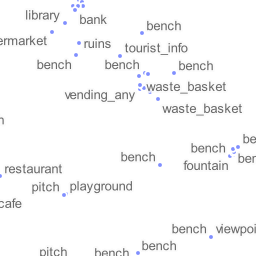 library
bank
bench
ermarket
ruins
tourist_info
bench
bench
bench
waste_basket
vending_any
waste_basket
n
be
bench
bench
ber
fountain
restaurant
pitch
playground
cafe
bench
viewpoi
bench
pitch
bench